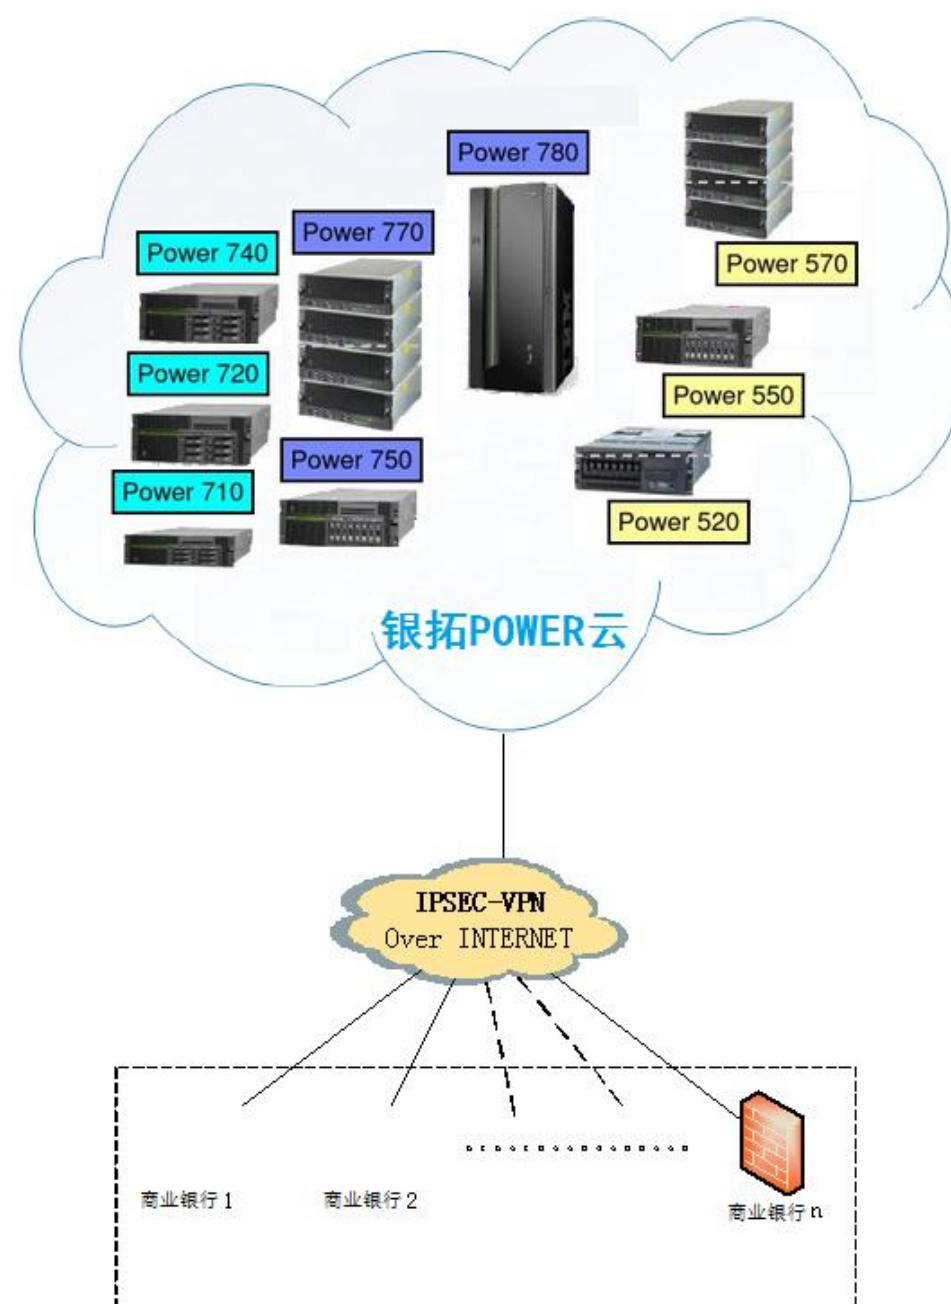 Power 780
Power 770
Power 740
Power 570
Power 720
Power 550
Power 750
Power 710
Power 520
银拓POWER云
IPSEC-VPN
Over INTERNET
商业银行1
商业银行2
商业银行n